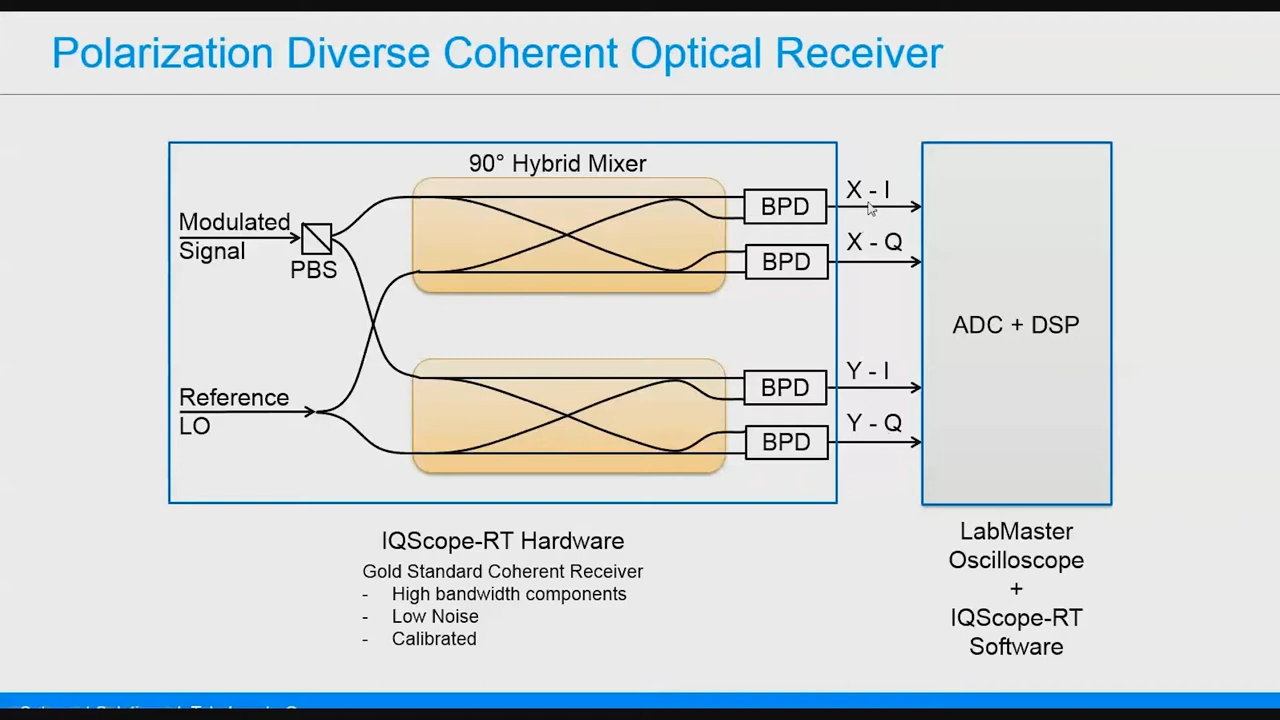 Polarization Diverse Coherent Optical Receiver
90° Hybrid Mixer
Modulated
Signal
PBS
Reference
LO
BPD
BPD
BPD
BPD
X - I
X - Q
Y - I
Y - Q
ADC + DSP
IQScope-RT Hardware
Gold Standard Coherent Receiver
- High bandwidth components
- Low Noise
- Calibrated
LabMaster
Oscilloscope
+
IQScope-RT
Software